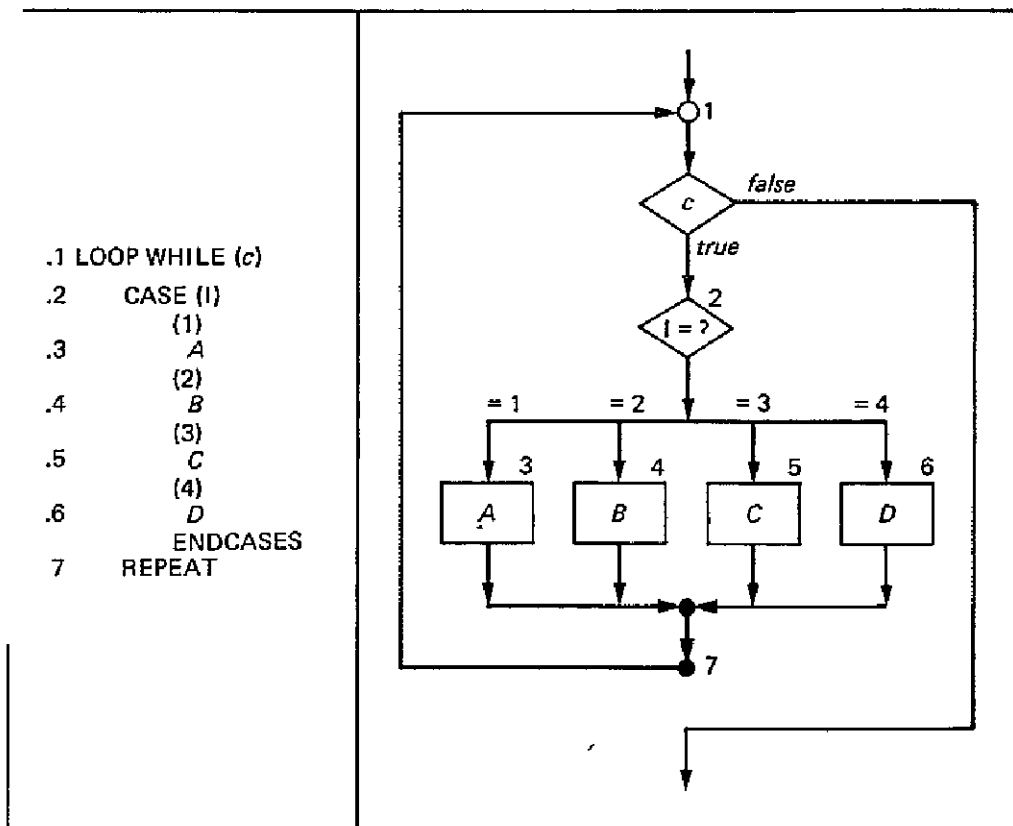 .1 LOOP WHILE (c)
.2 CASE (I)
(1)
.3 A
(2)
.4 B
(3)
.5 C
(4)
.6 D
ENDCASES
7 REPEAT
1
c
false
true
2
I = ?
= 1 = 2 = 3 = 4
3 4 5 6
A B C D
7